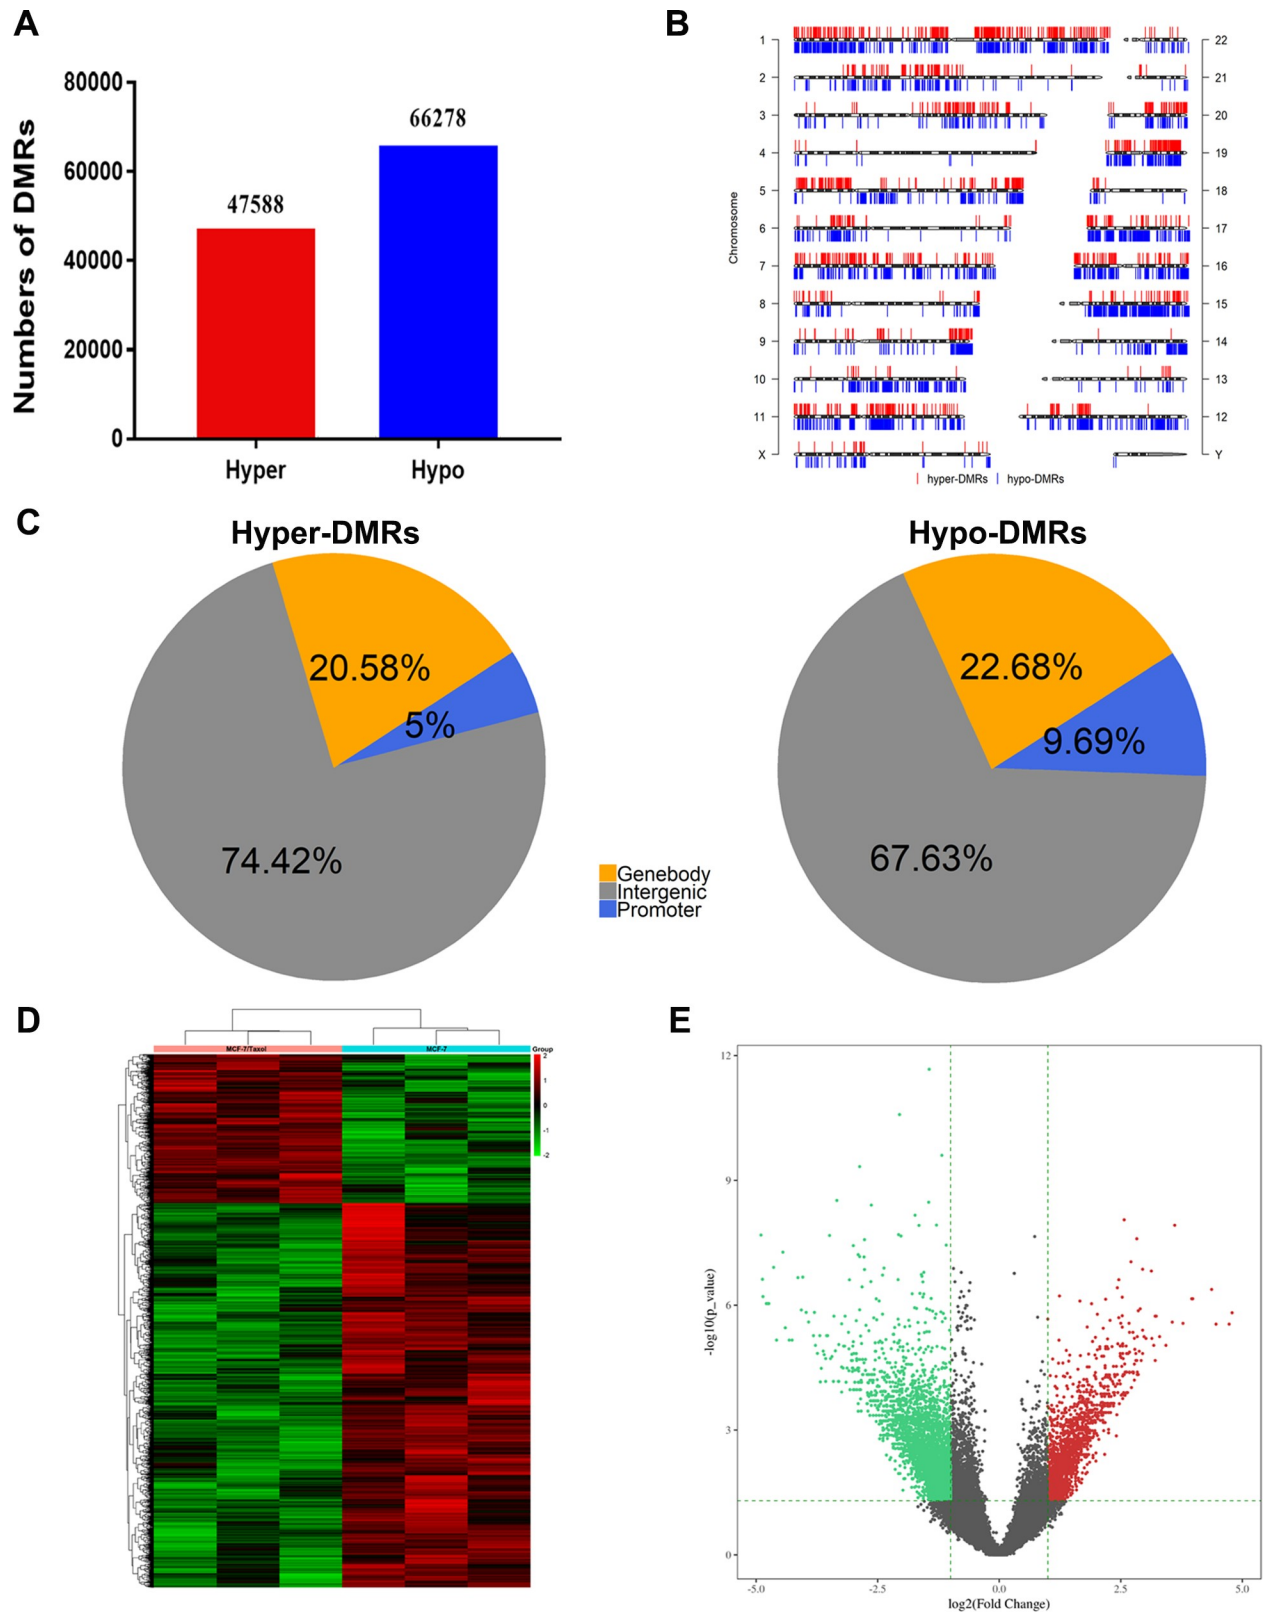 A
Numbers of DMRs
80000
60000
40000
20000
0
47588
66278
Hyper
Hypo
B
Chromosome
1
2
3
4
5
6
7
8
9
10
11
X
22
21
20
19
18
17
16
15
14
13
12
Y
hyper-DMRs
hypo-DMRs
C
Hyper-DMRs
20.58%
5%
74.42%
Genebody
Intergenic
Promoter
Hypo-DMRs
22.68%
9.69%
67.63%
D
MCF-7/Taxol
MCF-7
Group
2
1
0
-1
-2
E
-log10(p_value)
12
9
6
3
0
-5.0
-2.5
0.0
2.5
5.0
log2(Fold Change)